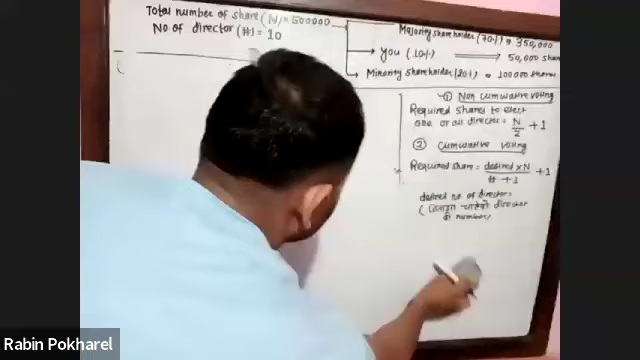 Total number of share (N) = 500000
No of director (#) = 10
Majority shareholder (70%) = 350,000
you (10%) ⟹ 50,000 share
Minority shareholder (20%) = 100000 shares
① Non cumulative voting
Required shares to elect
one or all director = N/2 + 1
② Cumulative voting
Required share = desired × N / # + 1 + 1
desired no of director =
director
number
Rabin Pokharel